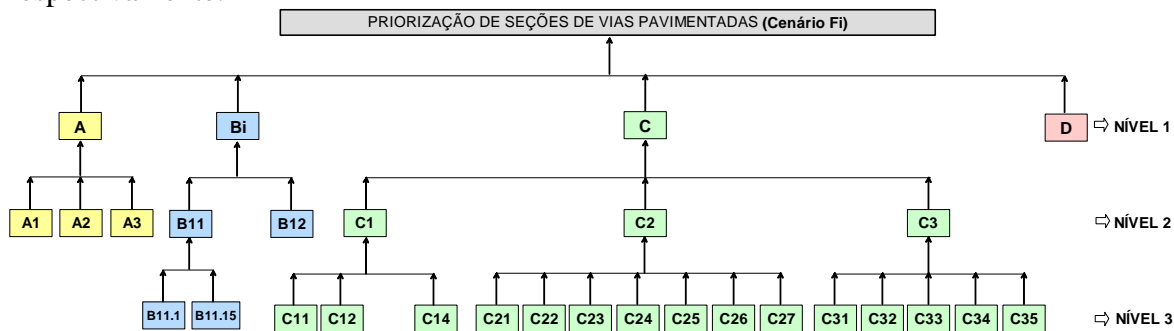 respectivamente.
PRIORIZAÇÃO DE SEÇÕES DE VIAS PAVIMENTADAS (Cenário Fi)
A Bi C D ⇨ NÍVEL 1
A1 A2 A3 B11 B12 C1 C2 C3 ⇨ NÍVEL 2
B11.1 B11.15 C11 C12 C14 C21 C22 C23 C24 C25 C26 C27 C31 C32 C33 C34 C35 ⇨ NÍVEL 3